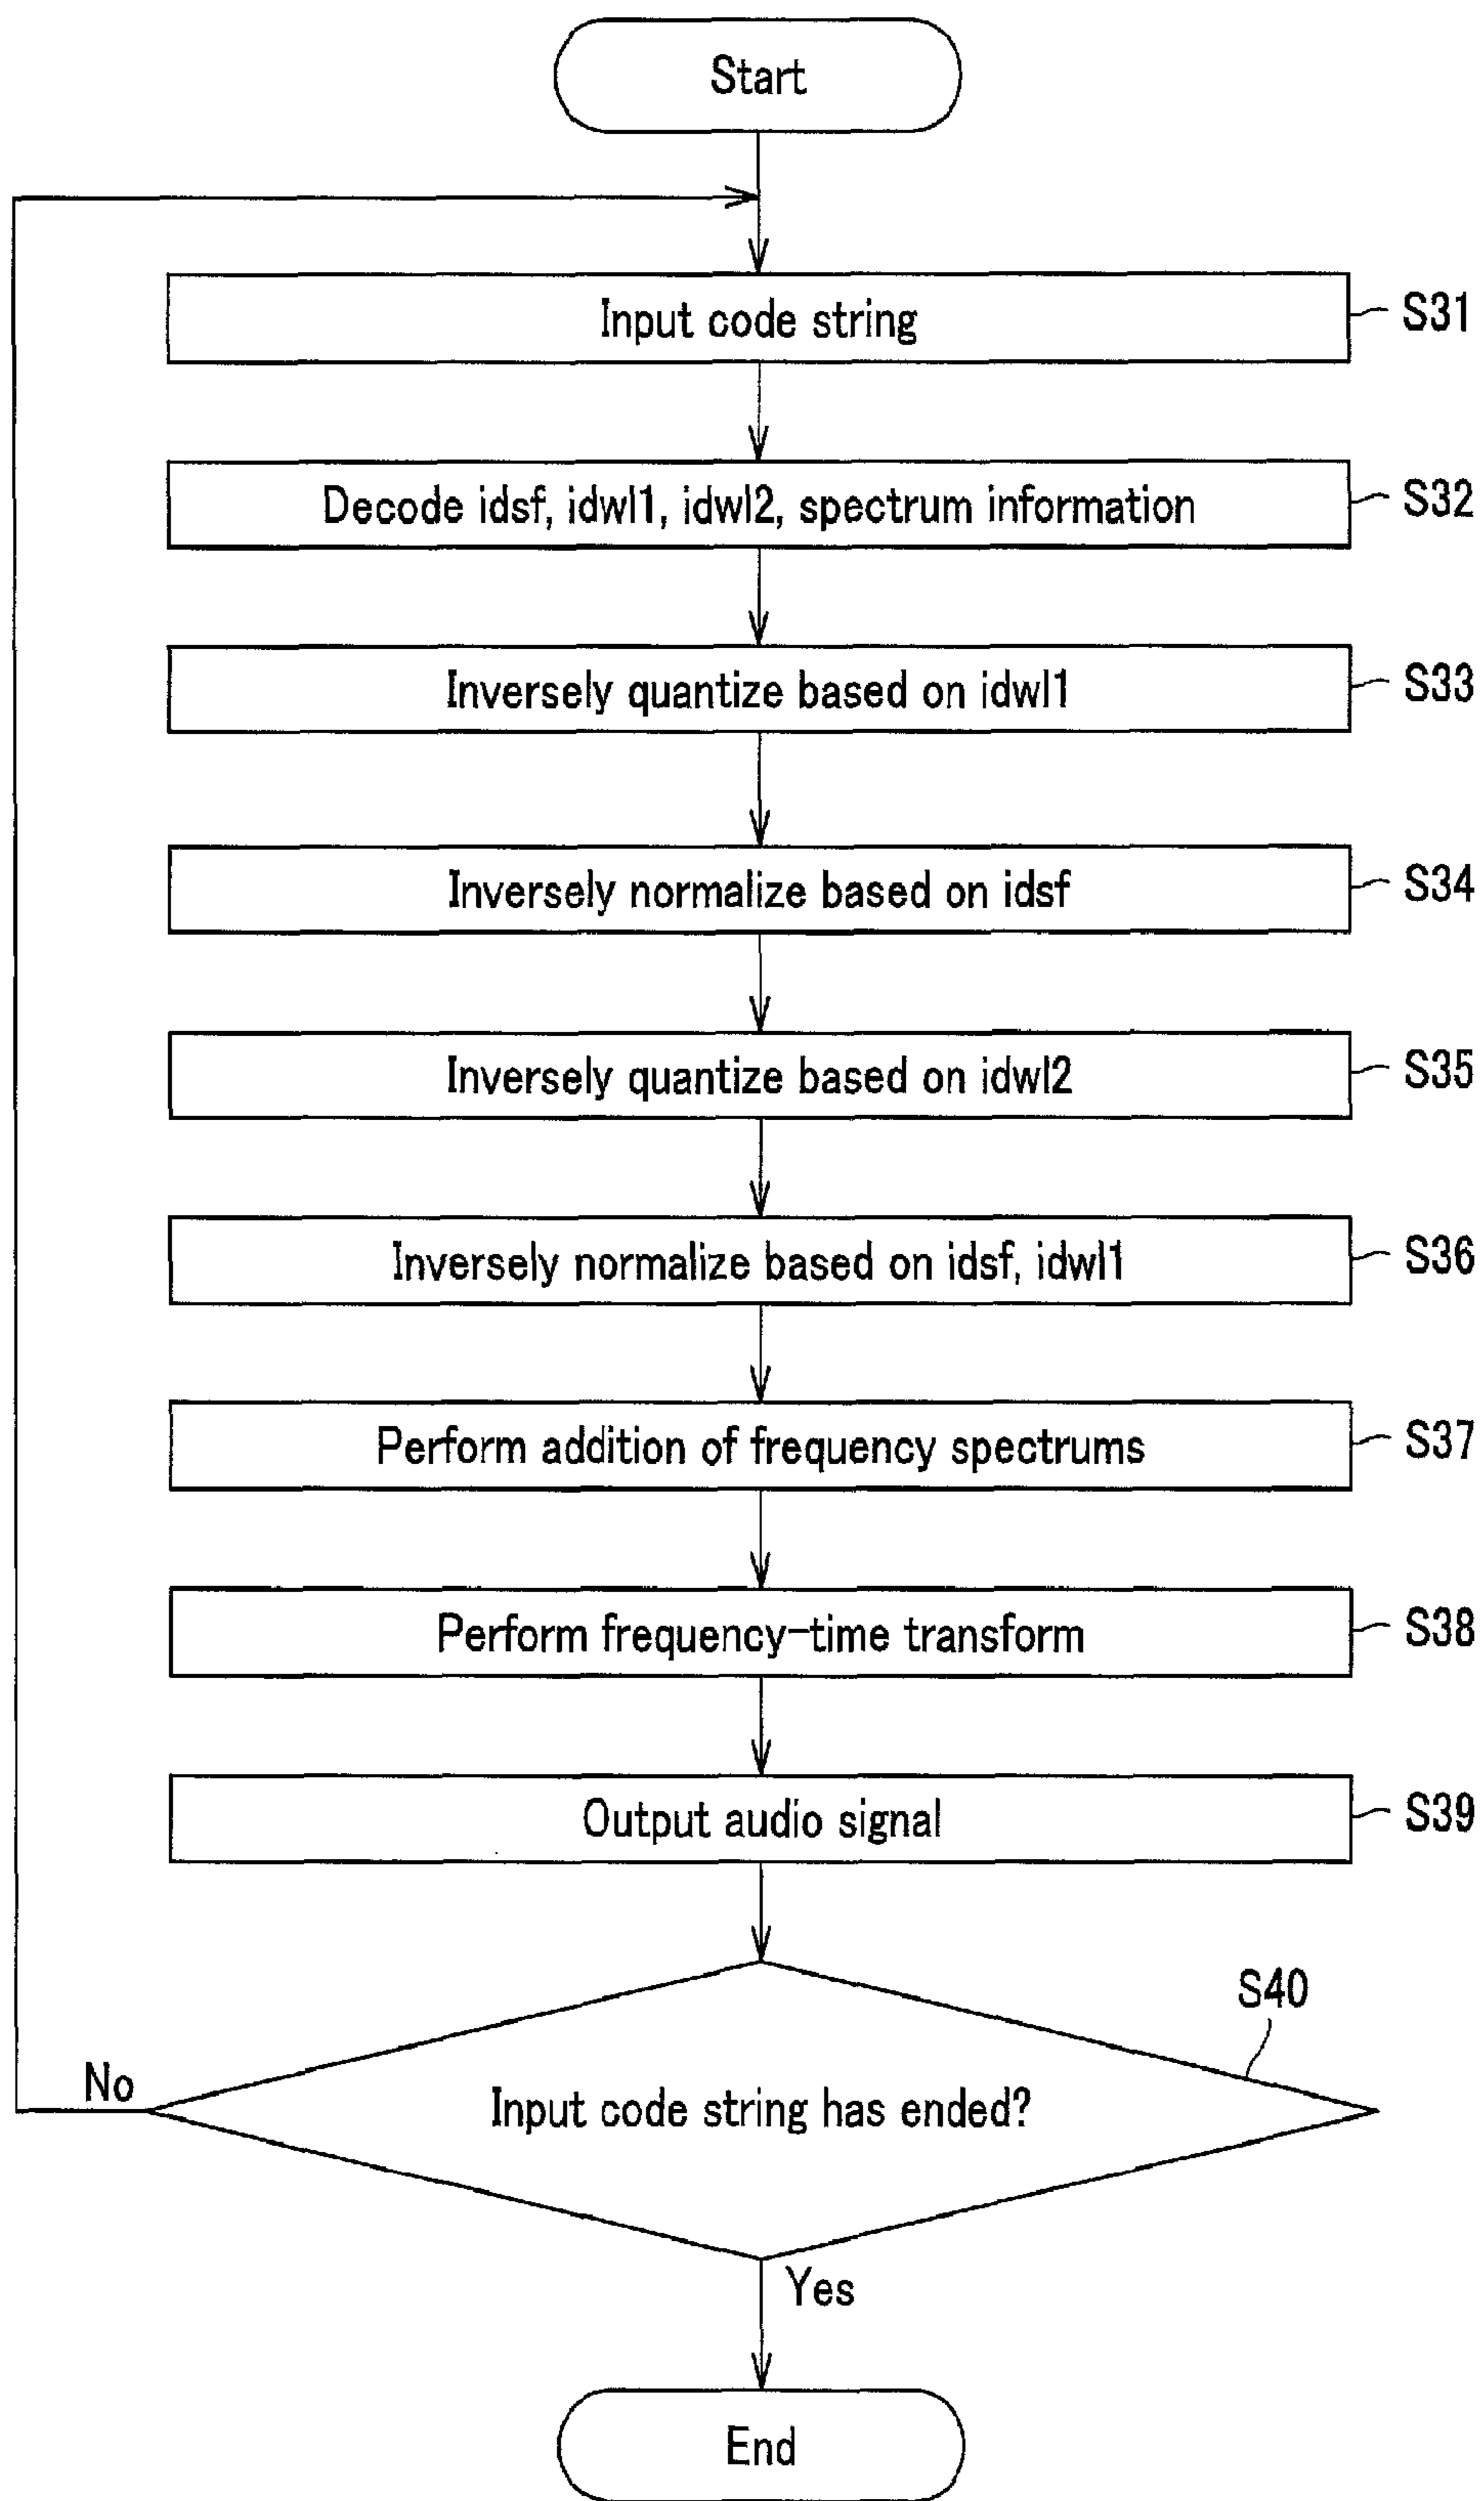 Start
Input code string
S31
Decode idsf, idwl1, idwl2, spectrum information
S32
Inversely quantize based on idwl1
S33
Inversely normalize based on idsf
S34
Inversely quantize based on idwl2
S35
Inversely normalize based on idsf, idwl1
S36
Perform addition of frequency spectrums
S37
Perform frequency-time transform
S38
Output audio signal
S39
S40
No
Input code string has ended?
Yes
End